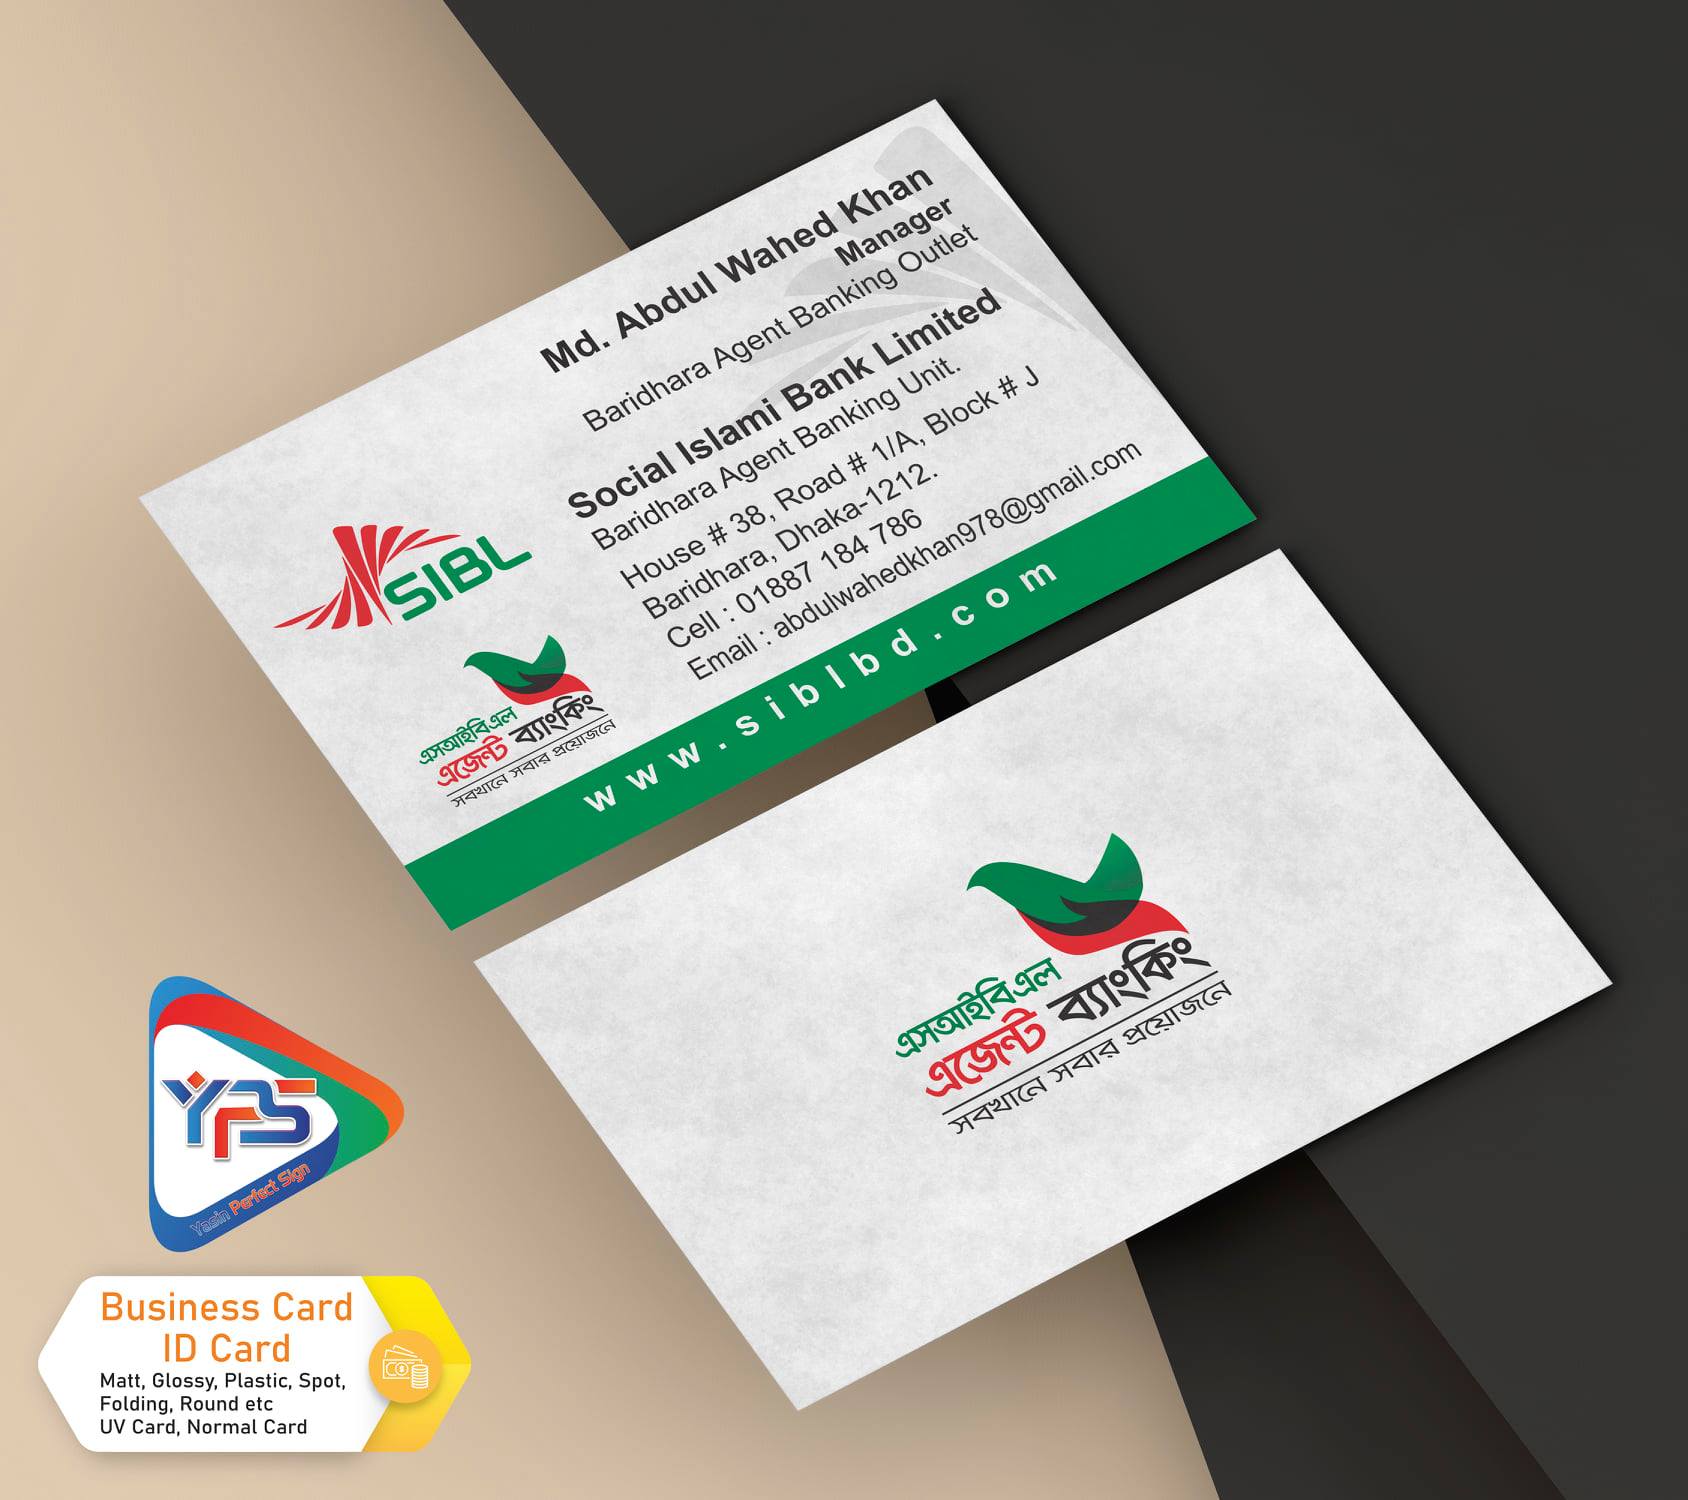 Md. Abdul Wahed Khan
Manager
Baridhara Agent Banking Outlet
Social Islami Bank Limited
Baridhara Agent Banking Unit.
House # 38, Road # 1/A, Block # J
Baridhara, Dhaka-1212.
Cell : 01887 184 786
Email : abdulwahedkhan978@gmail.com
SIBL
এসআইবিএল
এজেন্ট ব্যাংকিং
সবখানে সবার প্রয়োজনে
www.siblbd.com
এসআইবিএল
এজেন্ট ব্যাংকিং
সবখানে সবার প্রয়োজনে
YPS
Yasin Perfect Sign
Business Card
ID Card
Matt, Glossy, Plastic, Spot,
Folding, Round etc
UV Card, Normal Card